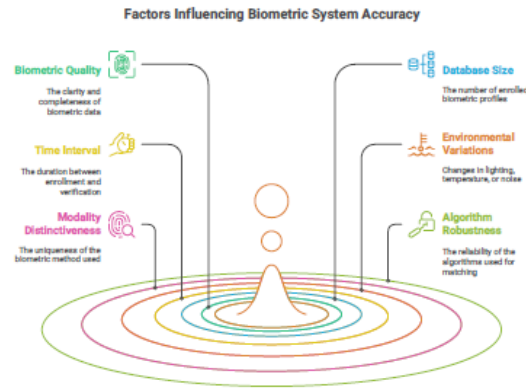 Factors Influencing Biometric System Accuracy
Biometric Quality
The clarity and
completeness of
biometric data
Time Interval
The duration between
enrollment and
verification
Modality
Distinctiveness
The uniqueness of the
biometric method used
Database Size
The number of enrolled
biometric profiles
Environmental
Variations
Changes in lighting,
temperature, or noise
Algorithm
Robustness
The reliability of the
algorithms used for
matching